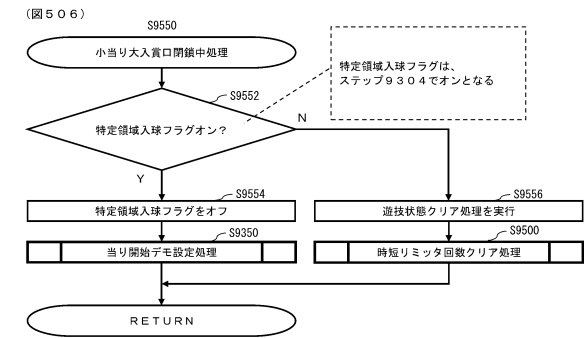 （図５０６）
S9550
小当り大入賞口閉鎖中処理
特定領域入球フラグは、
ステップ９３０４でオンとなる
S9552
特定領域入球フラグオン？
N
Y
S9554
特定領域入球フラグをオフ
S9556
遊技状態クリア処理を実行
S9350
当り開始デモ設定処理
S9500
時短リミッタ回数クリア処理
ＲＥＴＵＲＮ